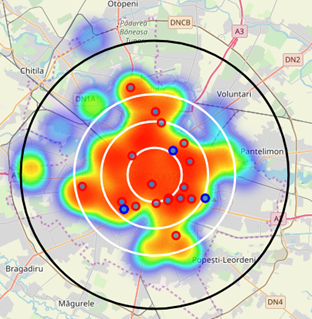 Otopeni
DNCB
A3
Pădurea
Băneasa
DN2
Chitila
Voluntari
DN1A
Pantelimon
A
A
Bragadiru
Popești-Leordeni
Măgurele
DN4